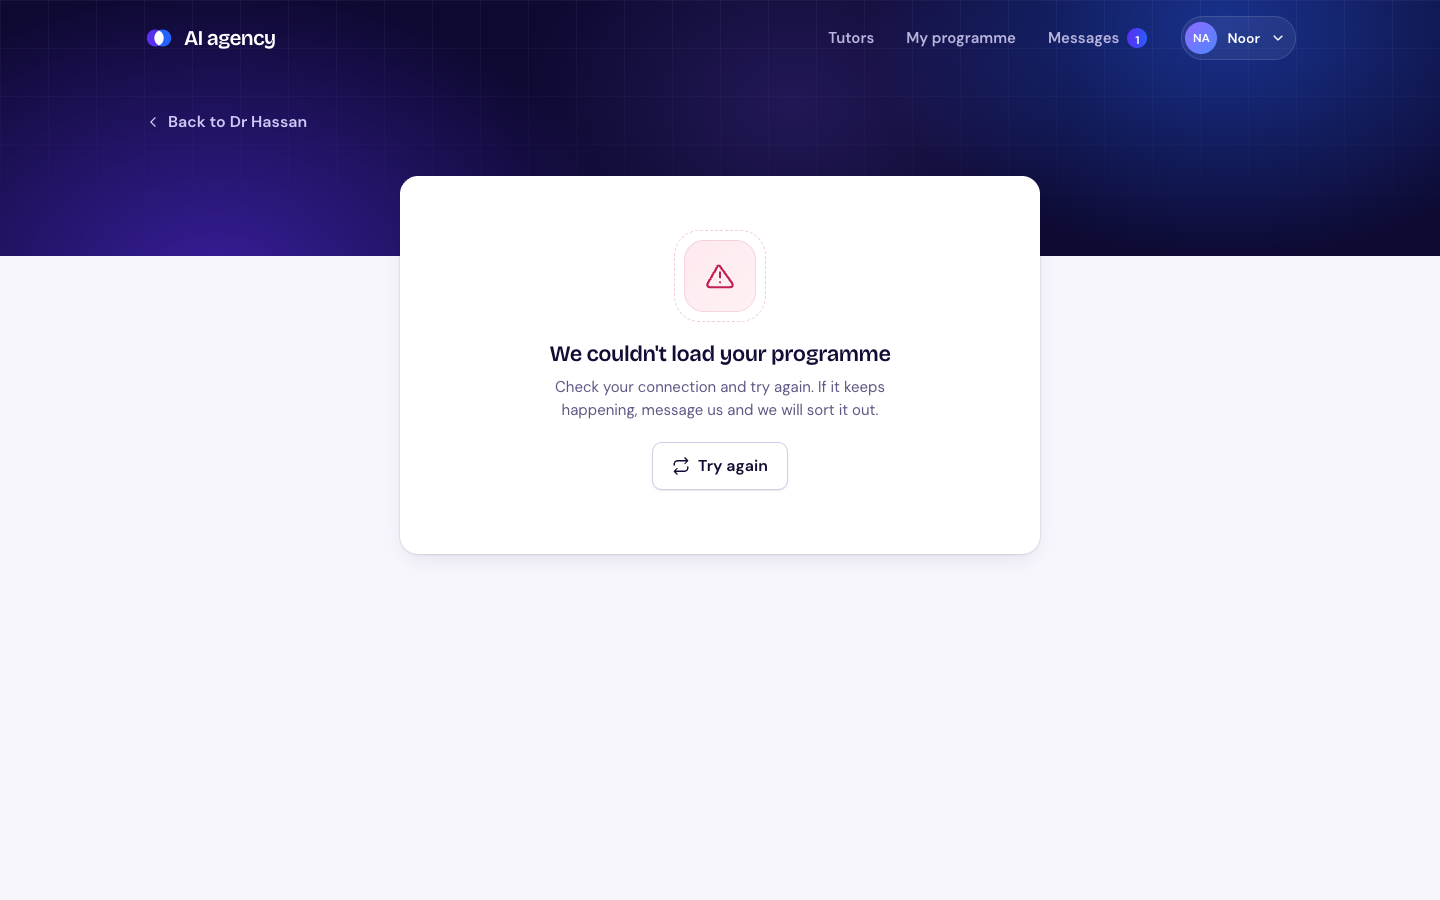 AI agency
Tutors
My programme
Messages 1
NA Noor
Back to Dr Hassan
We couldn't load your programme
Check your connection and try again. If it keeps
happening, message us and we will sort it out.
Try again